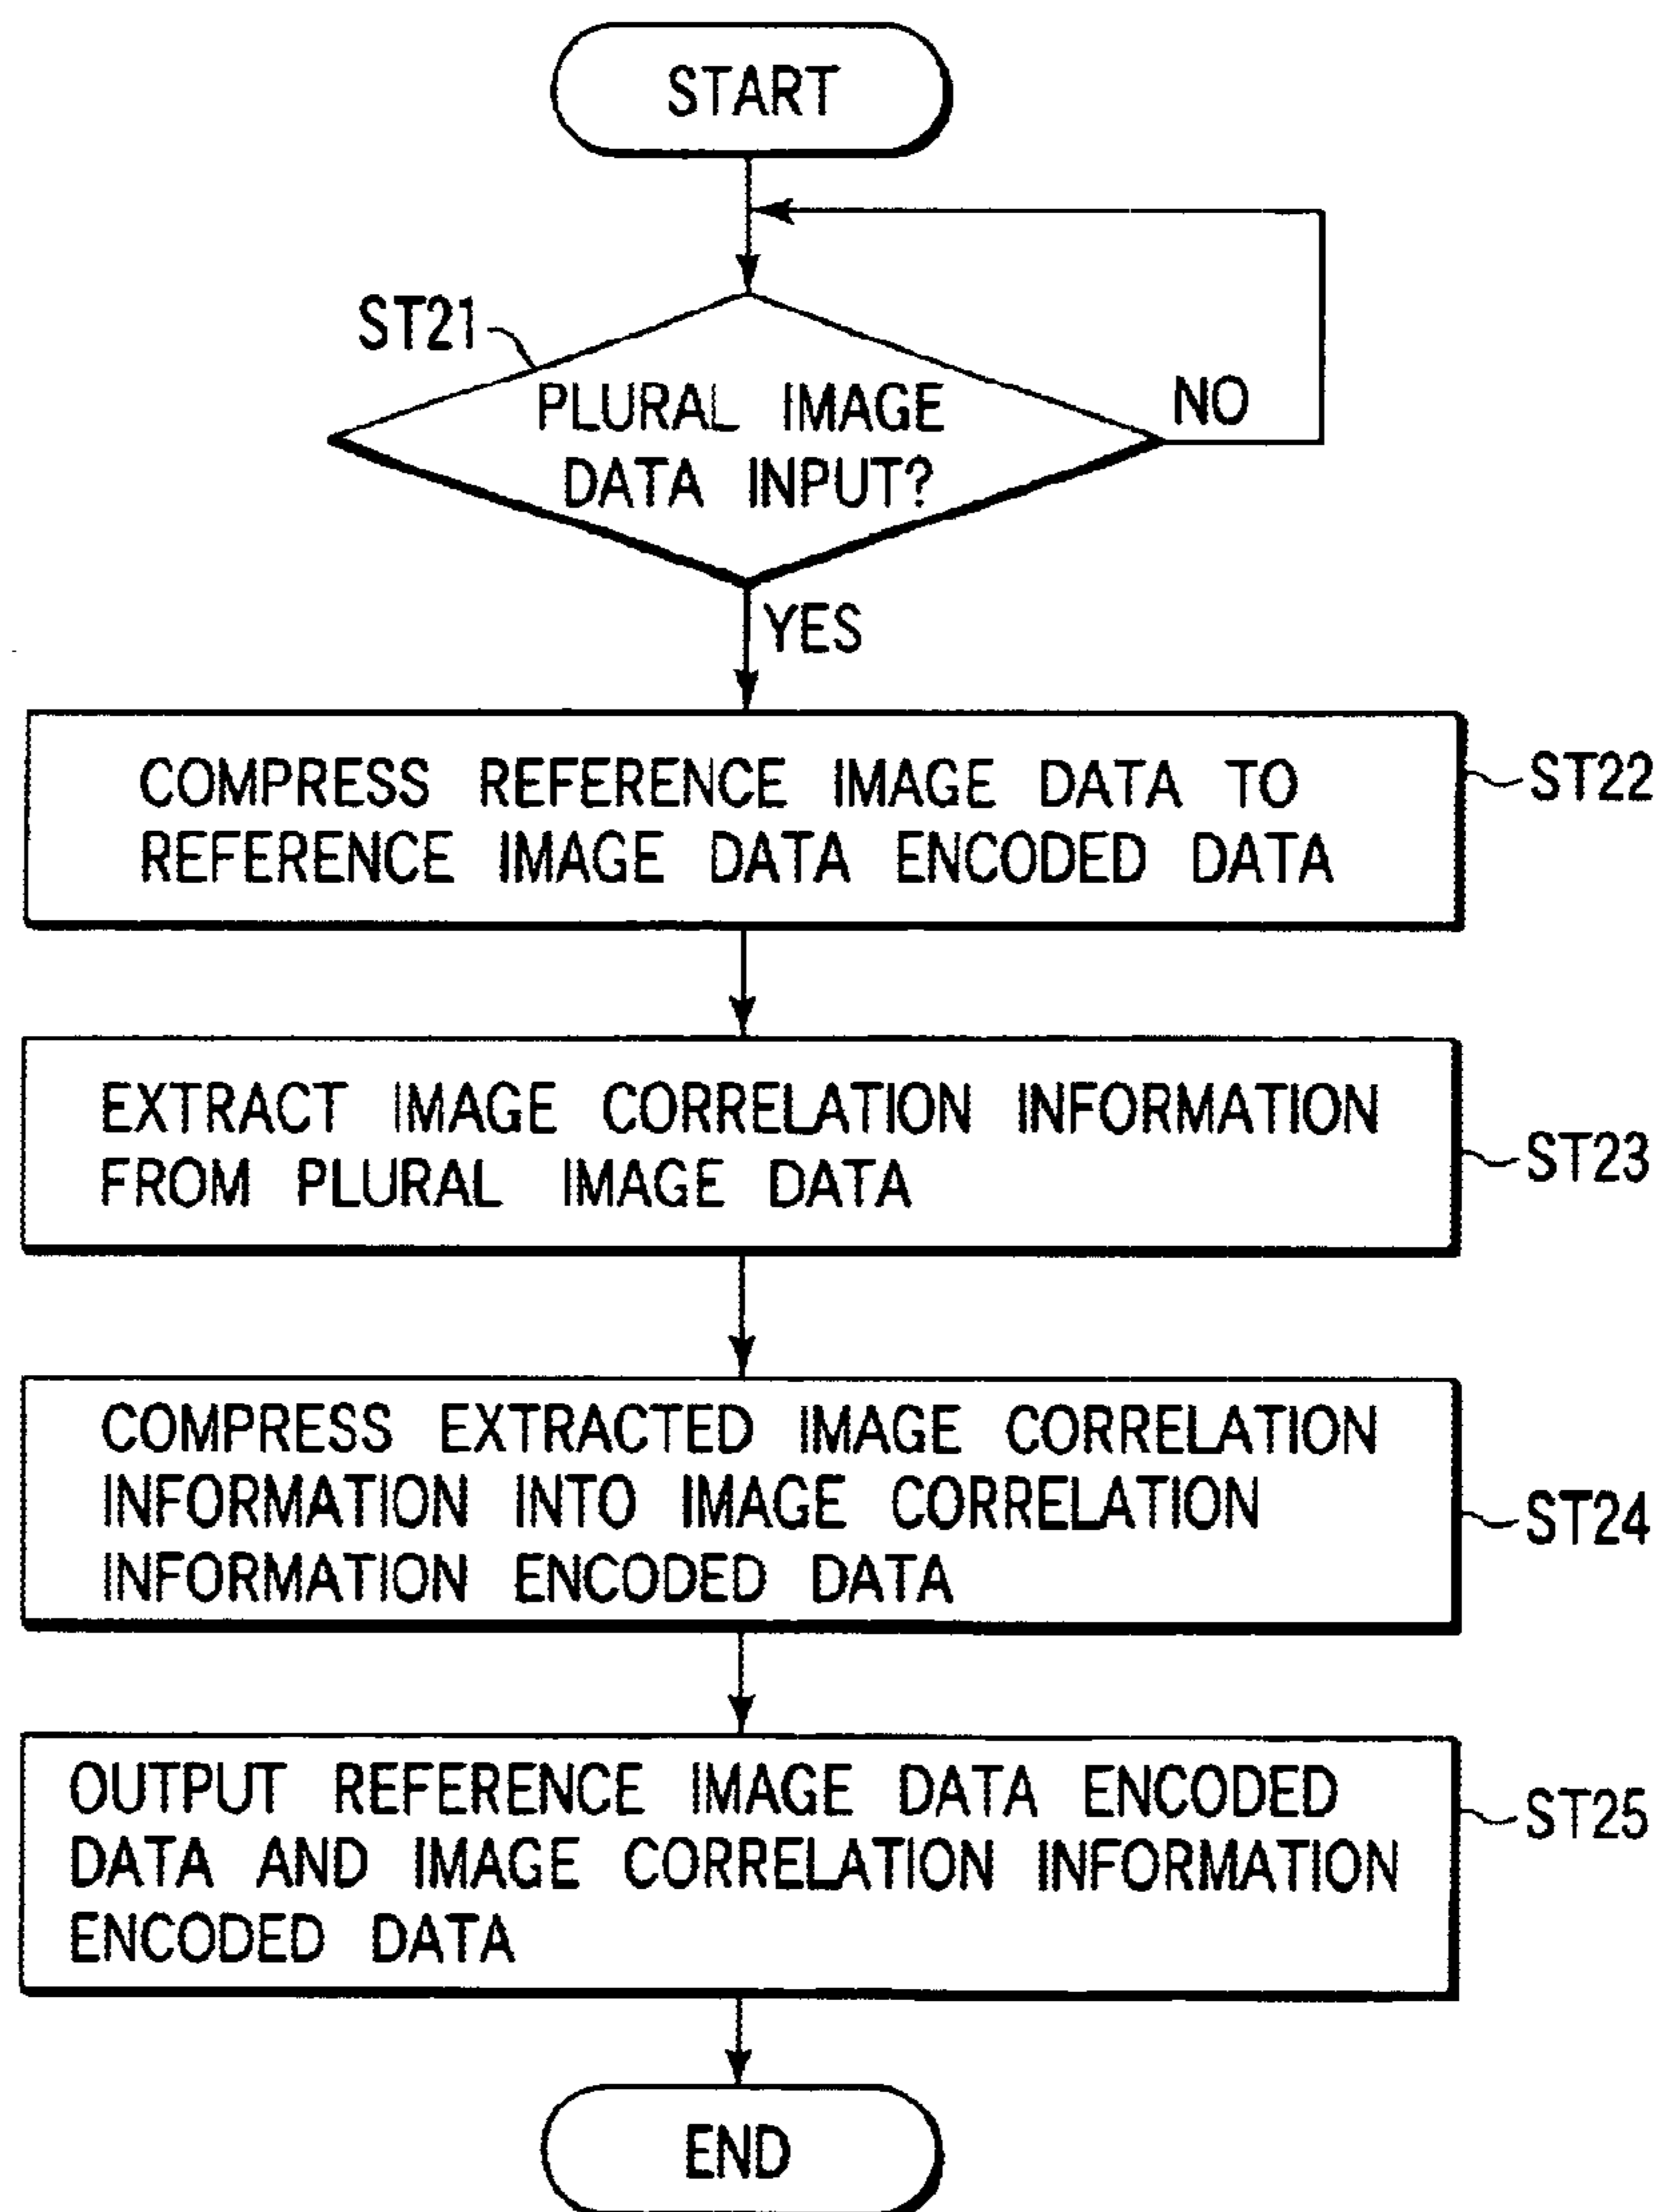 START
ST21
PLURAL IMAGE
DATA INPUT?
NO
YES
COMPRESS REFERENCE IMAGE DATA TO
REFERENCE IMAGE DATA ENCODED DATA
ST22
EXTRACT IMAGE CORRELATION INFORMATION
FROM PLURAL IMAGE DATA
ST23
COMPRESS EXTRACTED IMAGE CORRELATION
INFORMATION INTO IMAGE CORRELATION
INFORMATION ENCODED DATA
ST24
OUTPUT REFERENCE IMAGE DATA ENCODED
DATA AND IMAGE CORRELATION INFORMATION
ENCODED DATA
ST25
END